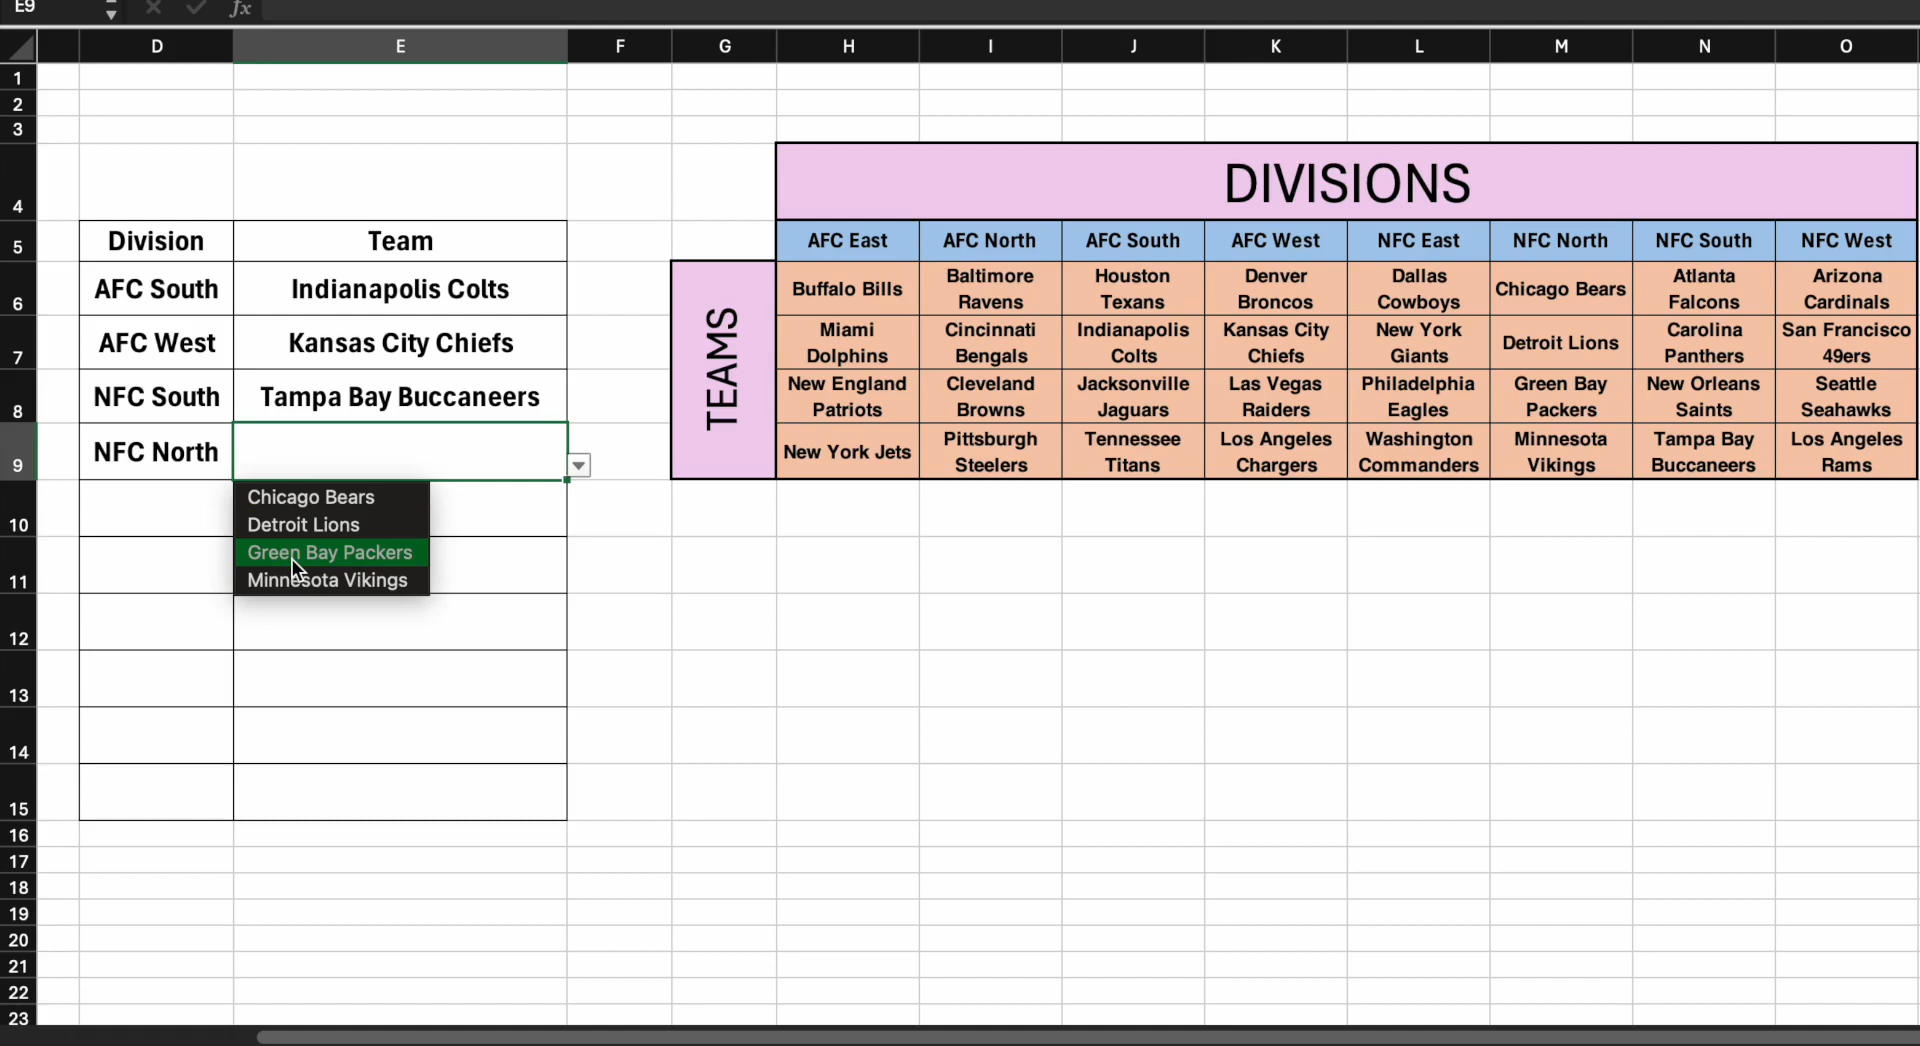 E9
fx
D E F G H I J K L M N O
1
2
3
4 DIVISIONS
5 Division Team AFC East AFC North AFC South AFC West NFC East NFC North NFC South NFC West
TEAMS
6 AFC South Indianapolis Colts Buffalo Bills Baltimore Ravens Houston Texans Denver Broncos Dallas Cowboys Chicago Bears Atlanta Falcons Arizona Cardinals
7 AFC West Kansas City Chiefs Miami Dolphins Cincinnati Bengals Indianapolis Colts Kansas City Chiefs New York Giants Detroit Lions Carolina Panthers San Francisco 49ers
8 NFC South Tampa Bay Buccaneers New England Patriots Cleveland Browns Jacksonville Jaguars Las Vegas Raiders Philadelphia Eagles Green Bay Packers New Orleans Saints Seattle Seahawks
9 NFC North New York Jets Pittsburgh Steelers Tennessee Titans Los Angeles Chargers Washington Commanders Minnesota Vikings Tampa Bay Buccaneers Los Angeles Rams
Chicago Bears
10 Detroit Lions
Green Bay Packers
11 Minnesota Vikings
12
13
14
15
16
17
18
19
20
21
22
23